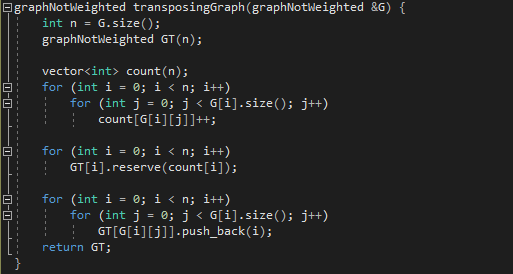 graphNotWeighted transposingGraph(graphNotWeighted &G) {
    int n = G.size();
    graphNotWeighted GT(n);

    vector<int> count(n);
    for (int i = 0; i < n; i++)
        for (int j = 0; j < G[i].size(); j++)
            count[G[i][j]]++;

    for (int i = 0; i < n; i++)
        GT[i].reserve(count[i]);

    for (int i = 0; i < n; i++)
        for (int j = 0; j < G[i].size(); j++)
            GT[G[i][j]].push_back(i);
    return GT;
}